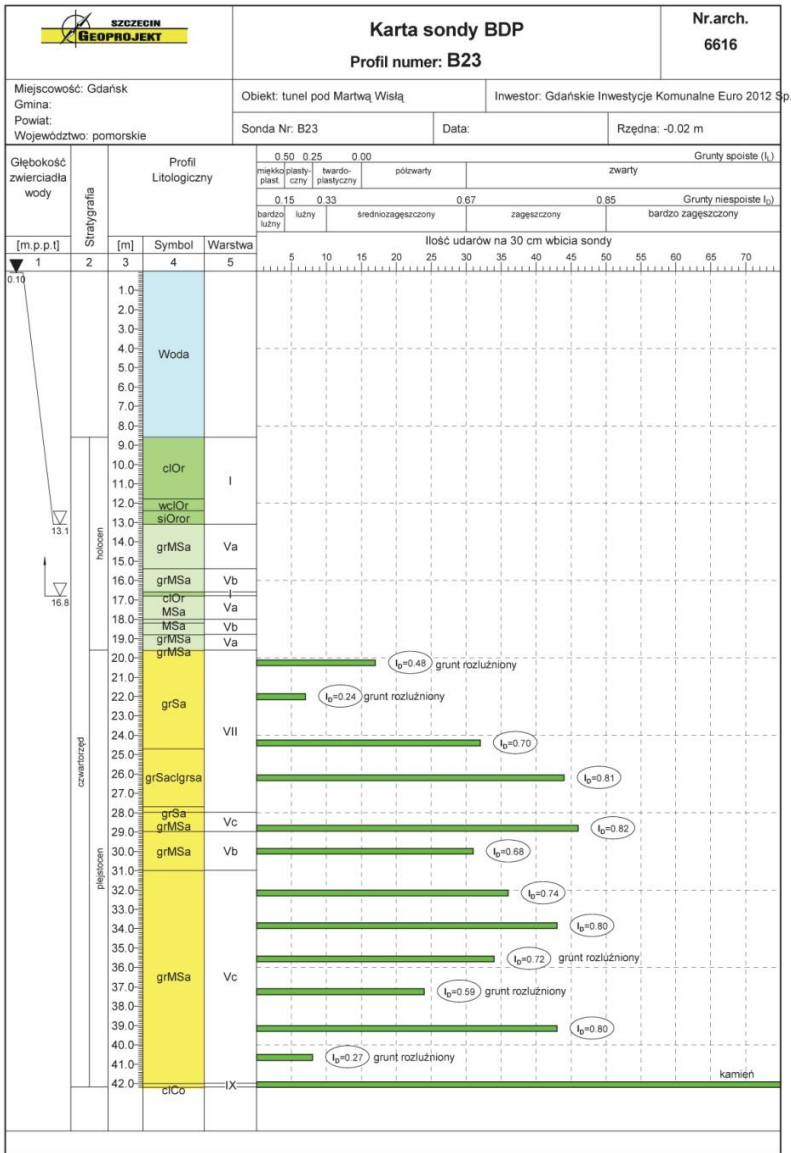 SZCZECIN
GEOPROJEKT
Karta sondy BDP
Profil numer: B23
Nr.arch.
6616
Miejscowość: Gdańsk
Gmina:
Powiat:
Województwo: pomorskie
Obiekt: tunel pod Martwą Wisłą
Inwestor: Gdańskie Inwestycje Komunalne Euro 2012 Sp.
Sonda Nr: B23
Data:
Rzędna: -0.02 m
Głębokość zwierciadła wody
[m.p.p.t]
Stratygrafia
Profil Litologiczny
[m] Symbol Warstwa
0.50 0.25 0.00 Grunty spoiste (IL)
miękko plast. plasty-czny twardo-plastyczny półzwarty zwarty
0.15 0.33 0.67 0.85 Grunty niespoiste ID)
bardzo luźny luźny średniozagęszczony zagęszczony bardzo zagęszczony
Ilość udarów na 30 cm wbicia sondy
1 2 3 4 5
5 10 15 20 25 30 35 40 45 50 55 60 65 70
0.10
1.0
2.0
3.0
4.0 Woda
5.0
6.0
7.0
8.0
9.0
10.0 clOr
11.0 I
12.0 wclOr
13.0 siOror
13.1
14.0 grMSa Va
15.0
16.0 grMSa Vb
I
16.8
17.0 clOr
MSa Va
18.0
MSa Vb
19.0 grMSa Va
holocen
20.0 grMSa
ID=0.48 grunt rozluźniony
21.0
22.0 grSa
ID=0.24 grunt rozluźniony
23.0 VII
24.0
ID=0.70
25.0
26.0 grSaclgrsa
ID=0.81
27.0
28.0 grSa
grMSa Vc
ID=0.82
29.0
30.0 grMSa Vb
ID=0.68
31.0
32.0
ID=0.74
33.0
34.0
ID=0.80
35.0
ID=0.72 grunt rozluźniony
36.0 grMSa Vc
37.0
ID=0.59 grunt rozluźniony
38.0
39.0
ID=0.80
40.0
41.0
ID=0.27 grunt rozluźniony
42.0
clCo IX
kamień
czwartorzęd
plejstocen